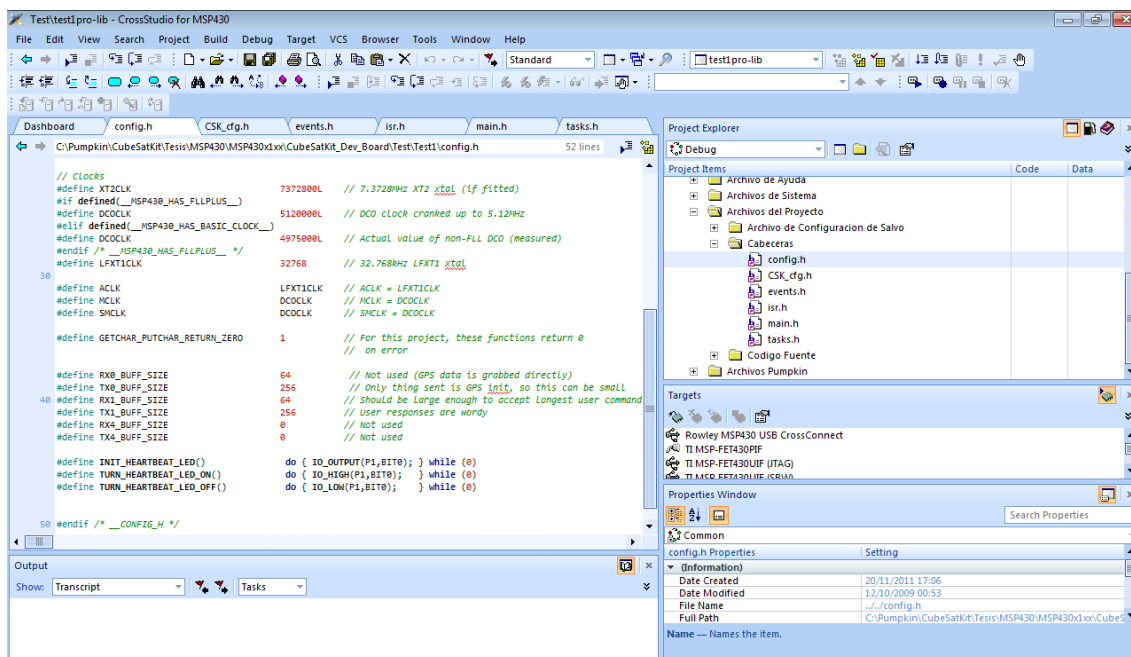 Test\test1pro-lib - CrossStudio for MSP430
File Edit View Search Project Build Debug Target VCS Browser Tools Window Help
Standard
test1pro-lib
Dashboard config.h CSK_cfg.h events.h isr.h main.h tasks.h
C:\Pumpkin\CubeSatKit\Tesis\MSP430\MSP430x1xx\CubeSatKit_Dev_Board\Test\Test1\config.h 52 lines
// Clocks
#define XT2CLK 7372800L // 7.3728MHz XT2 xtal (if fitted)
#if defined(__MSP430_HAS_FLLPLUS__)
#define DCOCLK 5120000L // DCO clock cranked up to 5.12MHz
#elif defined(__MSP430_HAS_BASIC_CLOCK__)
#define DCOCLK 4975000L // Actual value of non-FLL DCO (measured)
#endif /* __MSP430_HAS_FLLPLUS__ */
#define LFXT1CLK 32768 // 32.768kHz LFXT1 xtal
30
#define ACLK LFXT1CLK // ACLK = LFXT1CLK
#define MCLK DCOCLK // MCLK = DCOCLK
#define SMCLK DCOCLK // SMCLK = DCOCLK
#define GETCHAR_PUTCHAR_RETURN_ZERO 1 // For this project, these functions return 0
// on error
#define RX0_BUFF_SIZE 64 // Not used (GPS data is grabbed directly)
#define TX0_BUFF_SIZE 256 // Only thing sent is GPS init, so this can be small
40 #define RX1_BUFF_SIZE 64 // Should be large enough to accept longest user command
#define TX1_BUFF_SIZE 256 // User responses are wordy
#define RX4_BUFF_SIZE 0 // Not used
#define TX4_BUFF_SIZE 0 // Not used
#define INIT_HEARTBEAT_LED() do { IO_OUTPUT(P1,BIT0); } while (0)
#define TURN_HEARTBEAT_LED_ON() do { IO_HIGH(P1,BIT0); } while (0)
#define TURN_HEARTBEAT_LED_OFF() do { IO_LOW(P1,BIT0); } while (0)
50 #endif /* __CONFIG_H */
Output
Show: Transcript Tasks
Project Explorer
Debug
Project Items Code Data
Archivo de Ayuda
Archivos de Sistema
Archivos del Proyecto
Archivo de Configuracion de Salvo
Cabeceras
config.h
CSK_cfg.h
events.h
isr.h
main.h
tasks.h
Codigo Fuente
Archivos Pumpkin
Targets
Rowley MSP430 USB CrossConnect
TI MSP-FET430PIF
TI MSP-FET430UIF (JTAG)
TI MSP-FET430UIF (SBW)
Properties Window
Search Properties
Common
config.h Properties Setting
(Information)
Date Created 20/11/2011 17:06
Date Modified 12/10/2009 00:53
File Name ../../config.h
Full Path C:\Pumpkin\CubeSatKit\Tesis\MSP430\MSP430x1xx\CubeS
Name — Names the item.